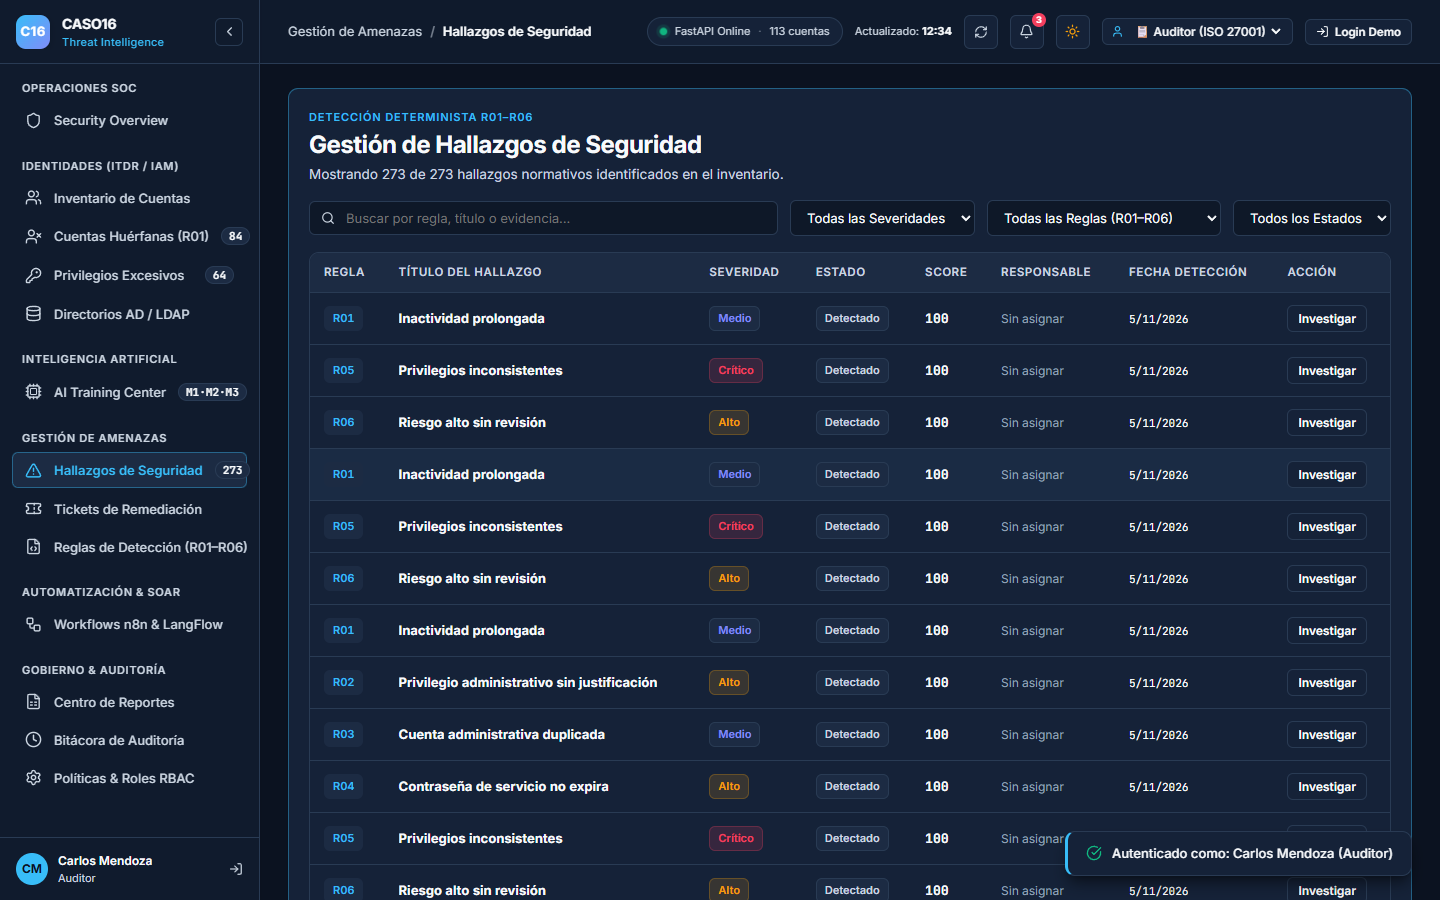 C16
CASO16
Threat Intelligence
OPERACIONES SOC
Security Overview
IDENTIDADES (ITDR / IAM)
Inventario de Cuentas
Cuentas Huérfanas (R01) 84
Privilegios Excesivos 64
Directorios AD / LDAP
INTELIGENCIA ARTIFICIAL
AI Training Center M1·M2·M3
GESTIÓN DE AMENAZAS
Hallazgos de Seguridad 273
Tickets de Remediación
Reglas de Detección (R01–R06)
AUTOMATIZACIÓN & SOAR
Workflows n8n & LangFlow
GOBIERNO & AUDITORÍA
Centro de Reportes
Bitácora de Auditoría
Políticas & Roles RBAC
CM
Carlos Mendoza
Auditor
Gestión de Amenazas / Hallazgos de Seguridad
FastAPI Online · 113 cuentas
Actualizado: 12:34
3
Auditor (ISO 27001)
Login Demo
DETECCIÓN DETERMINISTA R01–R06
Gestión de Hallazgos de Seguridad
Mostrando 273 de 273 hallazgos normativos identificados en el inventario.
Buscar por regla, título o evidencia...
Todas las Severidades
Todas las Reglas (R01–R06)
Todos los Estados
REGLA TÍTULO DEL HALLAZGO SEVERIDAD ESTADO SCORE RESPONSABLE FECHA DETECCIÓN ACCIÓN
R01 Inactividad prolongada Medio Detectado 100 Sin asignar 5/11/2026 Investigar
R05 Privilegios inconsistentes Crítico Detectado 100 Sin asignar 5/11/2026 Investigar
R06 Riesgo alto sin revisión Alto Detectado 100 Sin asignar 5/11/2026 Investigar
R01 Inactividad prolongada Medio Detectado 100 Sin asignar 5/11/2026 Investigar
R05 Privilegios inconsistentes Crítico Detectado 100 Sin asignar 5/11/2026 Investigar
R06 Riesgo alto sin revisión Alto Detectado 100 Sin asignar 5/11/2026 Investigar
R01 Inactividad prolongada Medio Detectado 100 Sin asignar 5/11/2026 Investigar
R02 Privilegio administrativo sin justificación Alto Detectado 100 Sin asignar 5/11/2026 Investigar
R03 Cuenta administrativa duplicada Medio Detectado 100 Sin asignar 5/11/2026 Investigar
R04 Contraseña de servicio no expira Alto Detectado 100 Sin asignar 5/11/2026 Investigar
R05 Privilegios inconsistentes Crítico Detectado 100 Sin asignar
Autenticado como: Carlos Mendoza (Auditor)
R06 Riesgo alto sin revisión Alto Detectado 100 Sin asignar 5/11/2026 Investigar